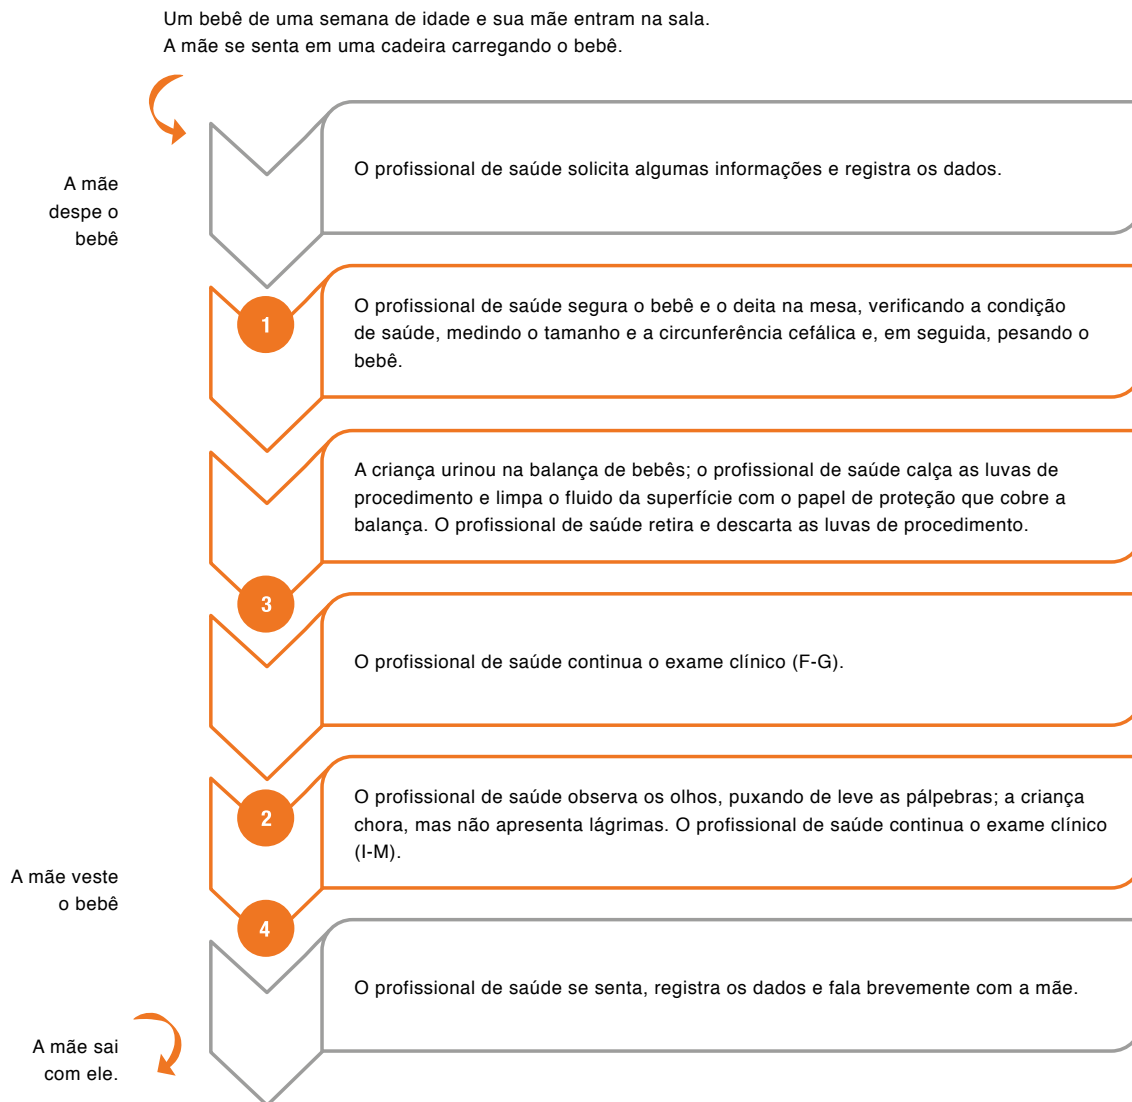 Um bebê de uma semana de idade e sua mãe entram na sala.
A mãe se senta em uma cadeira carregando o bebê.
O profissional de saúde solicita algumas informações e registra os dados.
A mãe
despe o
bebê
1
O profissional de saúde segura o bebê e o deita na mesa, verificando a condição
de saúde, medindo o tamanho e a circunferência cefálica e, em seguida, pesando o
bebê.
A criança urinou na balança de bebês; o profissional de saúde calça as luvas de
procedimento e limpa o fluido da superfície com o papel de proteção que cobre a
balança. O profissional de saúde retira e descarta as luvas de procedimento.
3
O profissional de saúde continua o exame clínico (F-G).
2
O profissional de saúde observa os olhos, puxando de leve as pálpebras; a criança
chora, mas não apresenta lágrimas. O profissional de saúde continua o exame clínico
(I-M).
A mãe veste
o bebê
4
O profissional de saúde se senta, registra os dados e fala brevemente com a mãe.
A mãe sai
com ele.